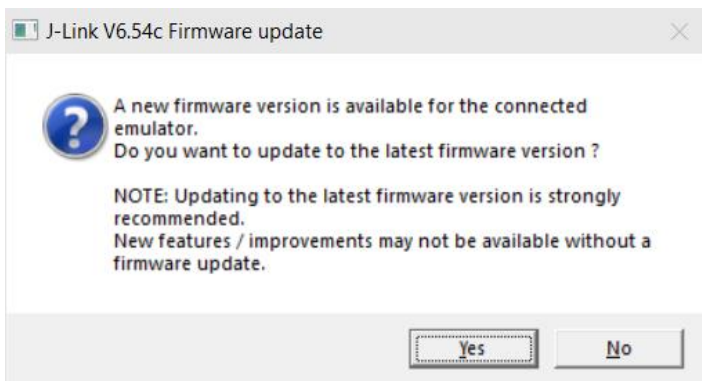 J-Link V6.54c Firmware update
A new firmware version is available for the connected
emulator.
Do you want to update to the latest firmware version ?
NOTE: Updating to the latest firmware version is strongly
recommended.
New features / improvements may not be available without a
firmware update.
Yes
No